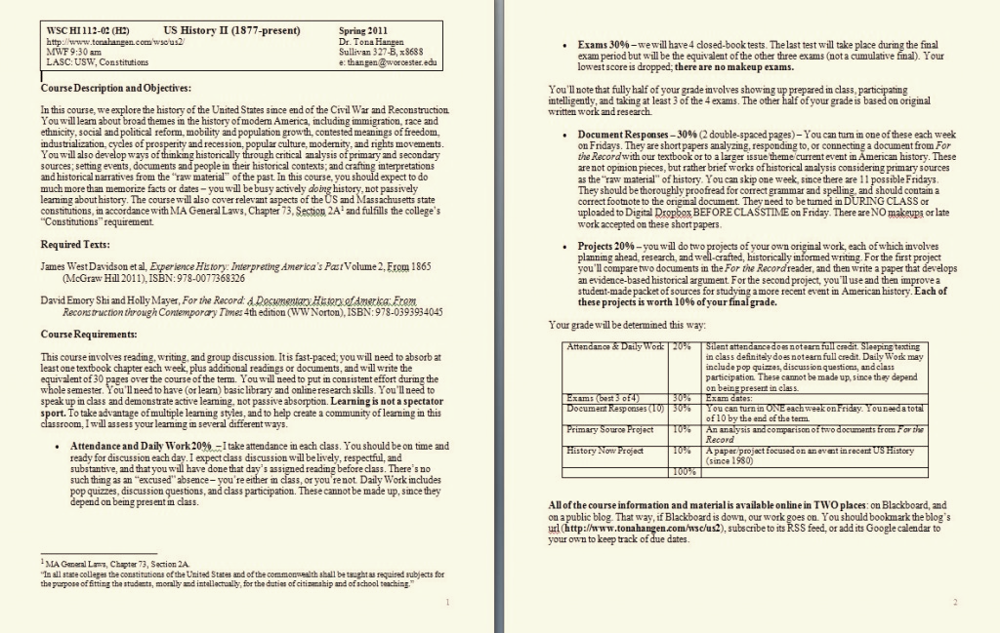 WSC HI 112-02 (H2) US History II (1877-present) Spring 2011
http://www.tonahangen.com/wsc/us2/ Dr. Tona Hangen
MWF 9:30 am Sullivan 327-B, x8688
LASC: USW, Constitutions e: thangen@worcester.edu
Course Description and Objectives:
In this course, we explore the history of the United States since end of the Civil War and Reconstruction.
You will learn about broad themes in the history of modern America, including immigration, race and
ethnicity, social and political reform, mobility and population growth, contested meanings of freedom,
industrialization, cycles of prosperity and recession, popular culture, modernity, and rights movements.
You will also develop ways of thinking historically through critical analysis of primary and secondary
sources; setting events, documents and people in their historical contexts; and crafting interpretations
and historical narratives from the “raw material” of the past. In this course, you should expect to do
much more than memorize facts or dates – you will be busy actively doing history, not passively
learning about history. The course will also cover relevant aspects of the US and Massachusetts state
constitutions, in accordance with MA General Laws, Chapter 73, Section 2A1 and fulfills the college’s
“Constitutions” requirement.
Required Texts:
James West Davidson et al, Experience History: Interpreting America’s Past Volume 2, From 1865
(McGraw Hill 2011), ISBN: 978-0077368326
David Emory Shi and Holly Mayer, For the Record: A Documentary History of America: From
Reconstruction through Contemporary Times 4th edition (WW Norton), ISBN: 978-0393934045
Course Requirements:
This course involves reading, writing, and group discussion. It is fast-paced; you will need to absorb at
least one textbook chapter each week, plus additional readings or documents, and will write the
equivalent of 30 pages over the course of the term. You will need to put in consistent effort during the
whole semester. You’ll need to have (or learn) basic library and online research skills. You’ll need to
speak up in class and demonstrate active learning, not passive absorption. Learning is not a spectator
sport. To take advantage of multiple learning styles, and to help create a community of learning in this
classroom, I will assess your learning in several different ways.
• Attendance and Daily Work 20% – I take attendance in each class. You should be on time and
ready for discussion each day. I expect class discussion will be lively, respectful, and
substantive, and that you will have done that day’s assigned reading before class. There’s no
such thing as an “excused” absence – you’re either in class, or you’re not. Daily Work includes
pop quizzes, discussion questions, and class participation. These cannot be made up, since they
depend on being present in class.
1 MA General Laws, Chapter 73, Section 2A.
“In all state colleges the constitutions of the United States and of the commonwealth shall be taught as required subjects for
the purpose of fitting the students, morally and intellectually, for the duties of citizenship and of school teaching.”
1
• Exams 30% – we will have 4 closed-book tests. The last test will take place during the final
exam period but will be the equivalent of the other three exams (not a cumulative final). Your
lowest score is dropped; there are no makeup exams.
You’ll note that fully half of your grade involves showing up prepared in class, participating
intelligently, and taking at least 3 of the 4 exams. The other half of your grade is based on original
written work and research.
• Document Responses – 30% (2 double-spaced pages) – You can turn in one of these each week
on Fridays. They are short papers analyzing, responding to, or connecting a document from For
the Record with our textbook or to a larger issue/theme/current event in American history. These
are not opinion pieces, but rather brief works of historical analysis considering primary sources
as the “raw material” of history. You can skip one week, since there are 11 possible Fridays.
They should be thoroughly proofread for correct grammar and spelling, and should contain a
correct footnote to the original document. They need to be turned in DURING CLASS or
uploaded to Digital Dropbox BEFORE CLASSTIME on Friday. There are NO makeups or late
work accepted on these short papers.
• Projects 20% – you will do two projects of your own original work, each of which involves
planning ahead, research, and well-crafted, historically informed writing. For the first project
you’ll compare two documents in the For the Record reader, and then write a paper that develops
an evidence-based historical argument. For the second project, you’ll use and then improve a
student-made packet of sources for studying a more recent event in American history. Each of
these projects is worth 10% of your final grade.
Your grade will be determined this way:
Attendance & Daily Work 20% Silent attendance does not earn full credit. Sleeping/texting
in class definitely does not earn full credit. Daily Work may
include pop quizzes, discussion questions, and class
participation. These cannot be made up, since they depend
on being present in class.
Exams (best 3 of 4) 30% Exam dates:
Document Responses (10) 30% You can turn in ONE each week on Friday. You need a total
of 10 by the end of the term.
Primary Source Project 10% An analysis and comparison of two documents from For the
Record
History Now Project 10% A paper/project focused on an event in recent US History
(since 1980)
100%
All of the course information and material is available online in TWO places: on Blackboard, and
on a public blog. That way, if Blackboard is down, our work goes on. You should bookmark the blog’s
url (http://www.tonahangen.com/wsc/us2), subscribe to its RSS feed, or add its Google calendar to
your own to keep track of due dates.
2